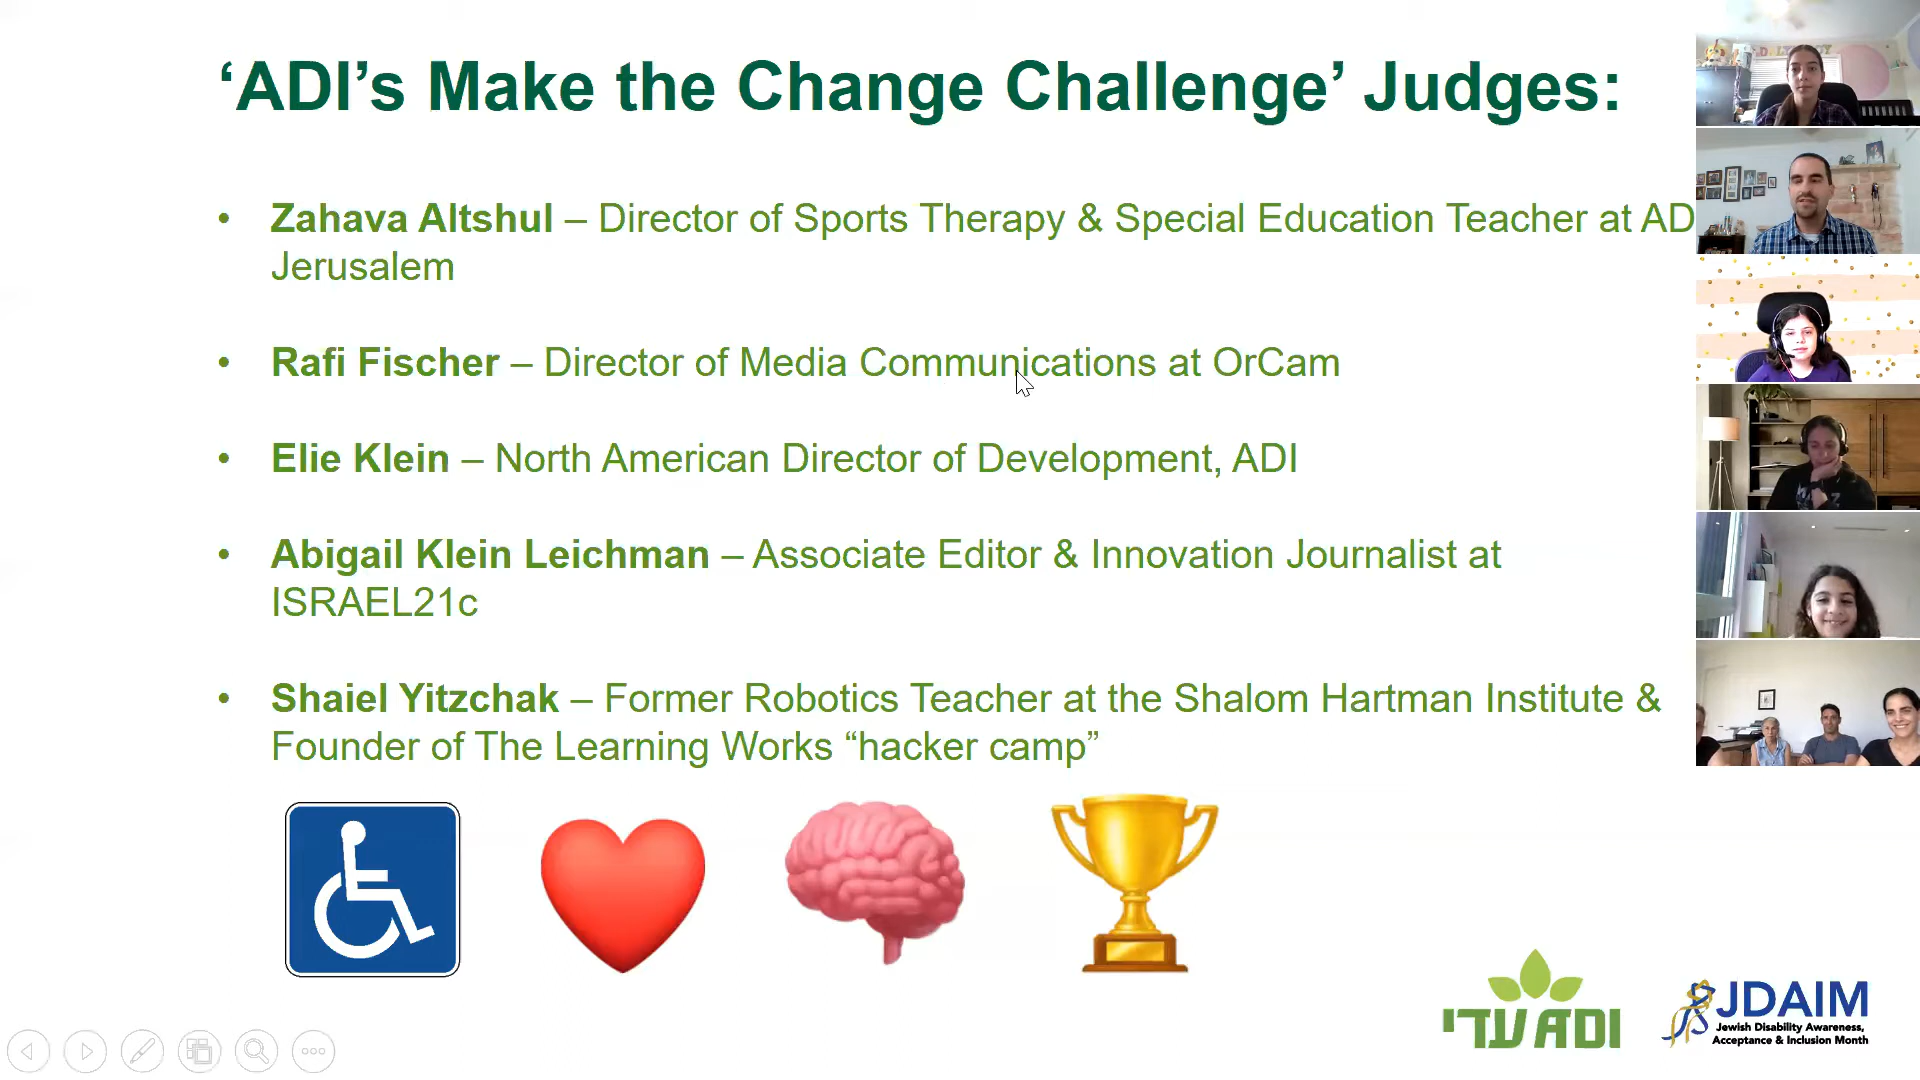 ‘ADI’s Make the Change Challenge’ Judges:
• Zahava Altshul – Director of Sports Therapy & Special Education Teacher at AD
Jerusalem
• Rafi Fischer – Director of Media Communications at OrCam
• Elie Klein – North American Director of Development, ADI
• Abigail Klein Leichman – Associate Editor & Innovation Journalist at
ISRAEL21c
• Shaiel Yitzchak – Former Robotics Teacher at the Shalom Hartman Institute &
Founder of The Learning Works “hacker camp”
עדי ADI
JDAIM
Jewish Disability Awareness,
Acceptance & Inclusion Month